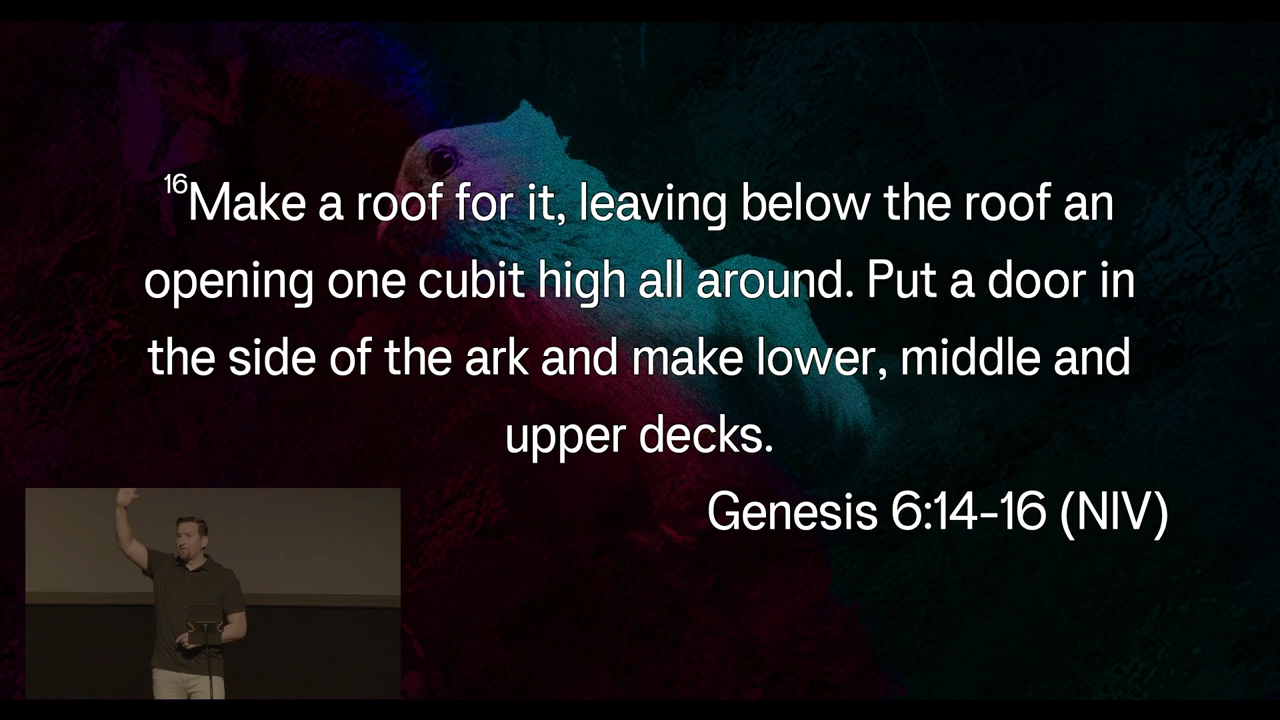 16Make a roof for it, leaving below the roof an
opening one cubit high all around. Put a door in
the side of the ark and make lower, middle and
upper decks.
Genesis 6:14-16 (NIV)